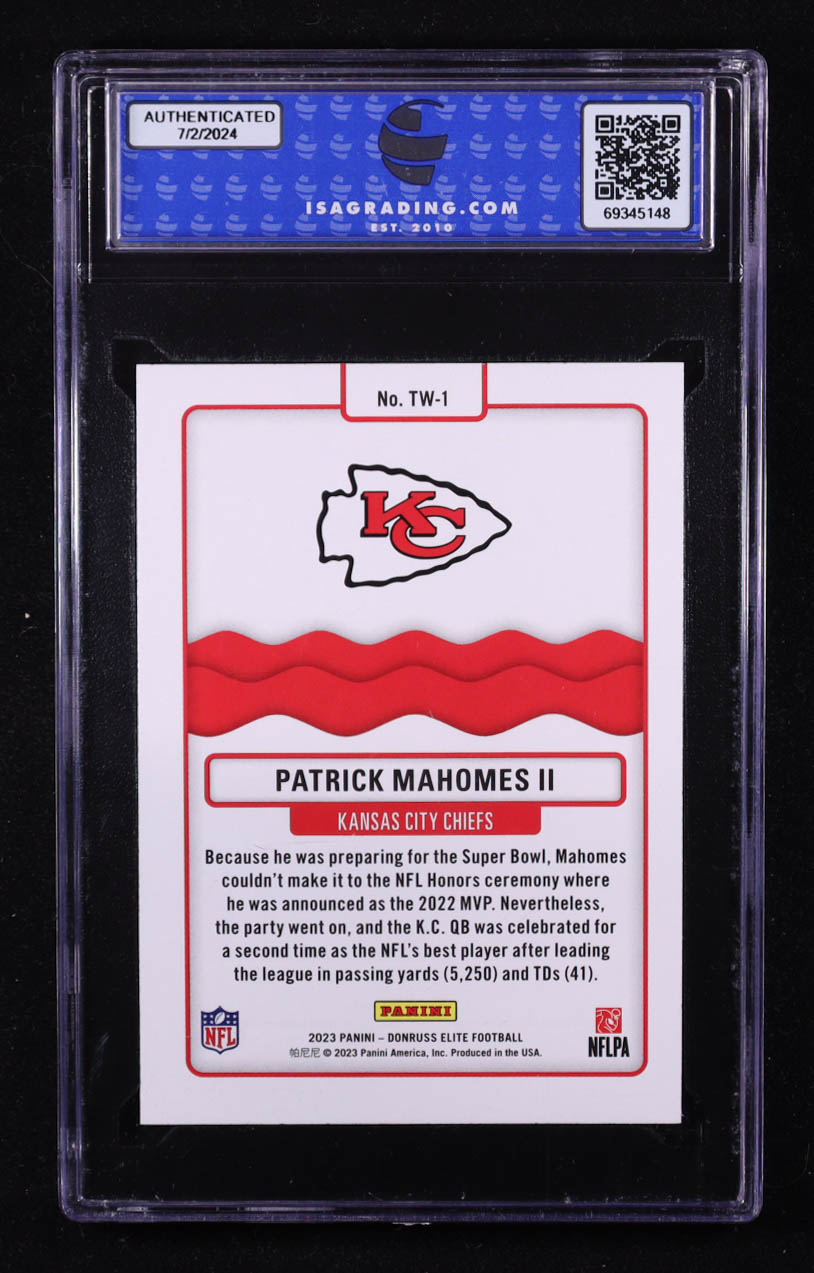 AUTHENTICATED
7/2/2024
ISAGRADING.COM
EST. 2010
69345148
No. TW-1
KC
PATRICK MAHOMES II
KANSAS CITY CHIEFS
Because he was preparing for the Super Bowl, Mahomes
couldn't make it to the NFL Honors ceremony where
he was announced as the 2022 MVP. Nevertheless,
the party went on, and the K.C. QB was celebrated for
a second time as the NFL's best player after leading
the league in passing yards (5,250) and TDs (41).
PANINI
NFL
2023 PANINI – DONRUSS ELITE FOOTBALL
帕尼尼 © 2023 Panini America, Inc. Produced in the USA.
NFLPA